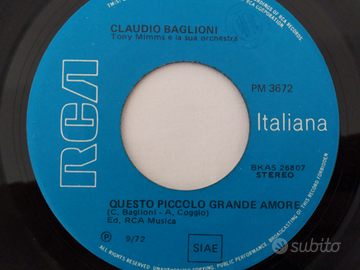 CLAUDIO BAGLIONI
Tony Mimms e la sua orchestra
RCA
PM 3672
Italiana
BKAS 26807
STEREO
QUESTO PICCOLO GRANDE AMORE
(C. Baglioni - A. Coggio)
Ed. RCA Musica
P 9/72
SIAE
subito